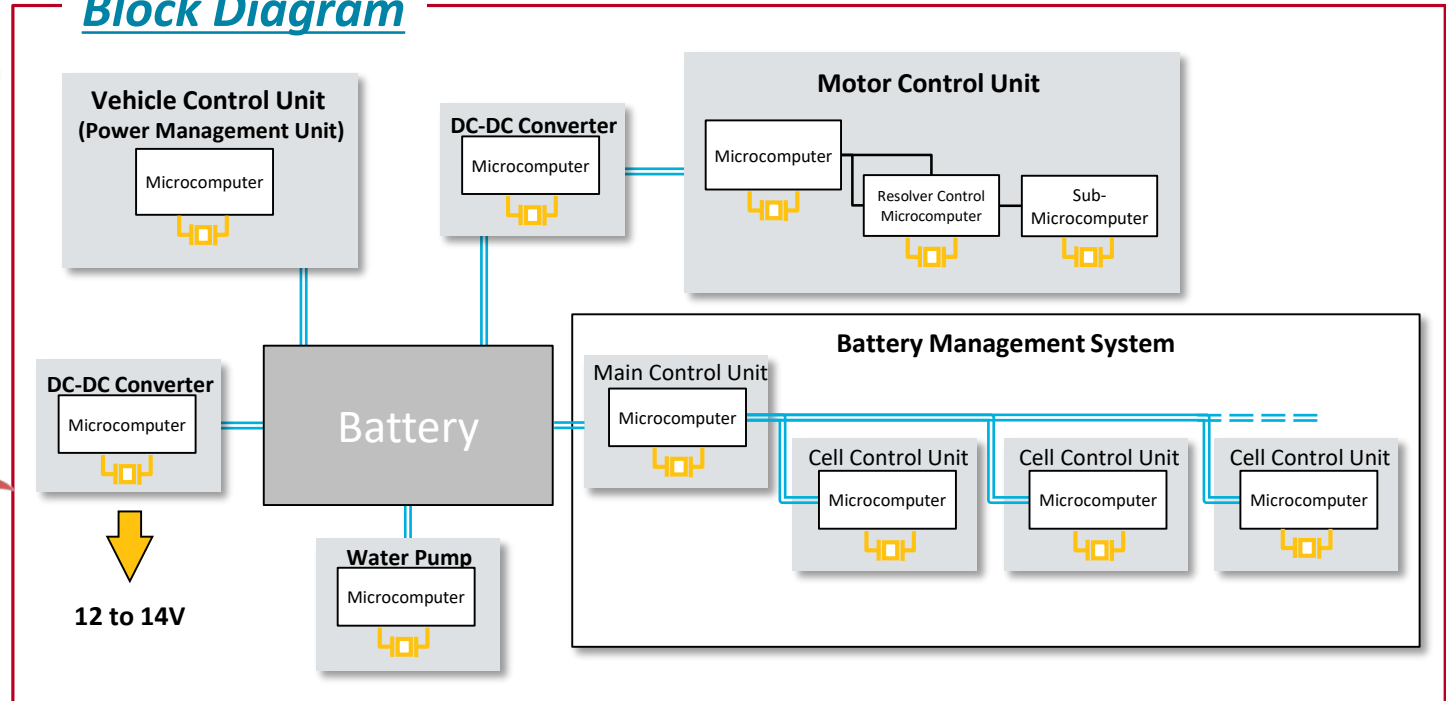 Block Diagram
Vehicle Control Unit
(Power Management Unit)
Microcomputer
DC-DC Converter
Microcomputer
Motor Control Unit
Microcomputer
Resolver Control
Microcomputer
Sub-
Microcomputer
DC-DC Converter
Microcomputer
12 to 14V
Battery
Water Pump
Microcomputer
Battery Management System
Main Control Unit
Microcomputer
Cell Control Unit
Microcomputer
Cell Control Unit
Microcomputer
Cell Control Unit
Microcomputer